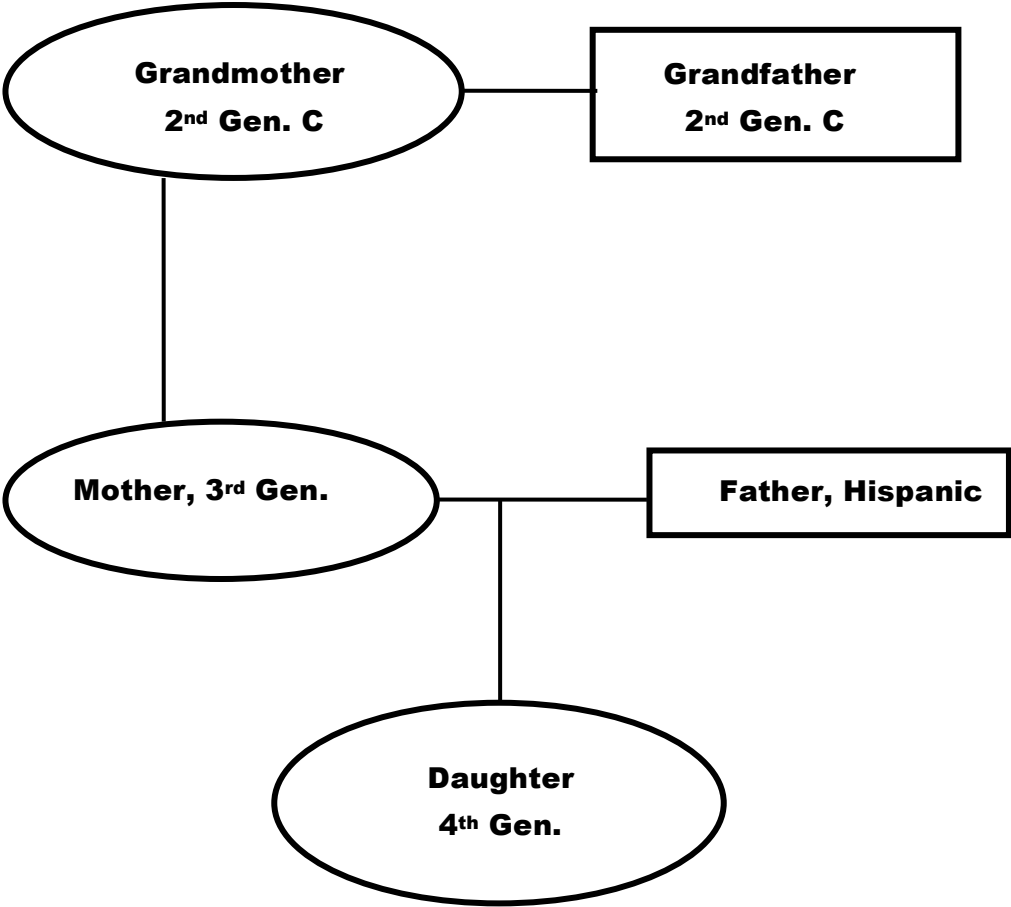 Grandmother
2nd Gen. C
Grandfather
2nd Gen. C
Mother, 3rd Gen.
Father, Hispanic
Daughter
4th Gen.